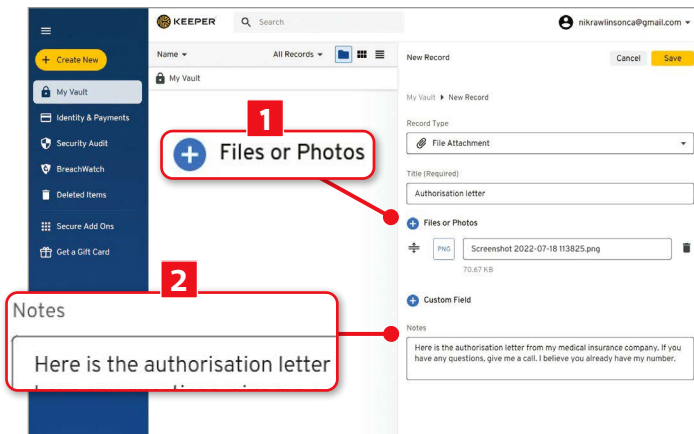 KEEPER
Search
nikrawlinsonca@gmail.com
+ Create New
My Vault
Identity & Payments
Security Audit
BreachWatch
Deleted Items
Secure Add Ons
Get a Gift Card
Name
All Records
My Vault
1
Files or Photos
2
Notes
Here is the authorisation letter
New Record
Cancel
Save
My Vault
New Record
Record Type
File Attachment
Title (Required)
Authorisation letter
Files or Photos
PNG
Screenshot 2022-07-18 113825.png
70.67 KB
Custom Field
Notes
Here is the authorisation letter from my medical insurance company. If you
have any questions, give me a call. I believe you already have my number.